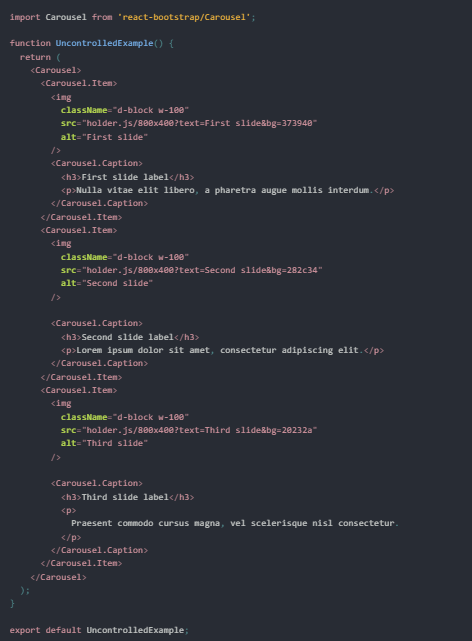 import Carousel from 'react-bootstrap/Carousel';

function UncontrolledExample() {
  return (
    <Carousel>
      <Carousel.Item>
        <img
          className="d-block w-100"
          src="holder.js/800x400?text=First slide&bg=373940"
          alt="First slide"
        />
        <Carousel.Caption>
          <h3>First slide label</h3>
          <p>Nulla vitae elit libero, a pharetra augue mollis interdum.</p>
        </Carousel.Caption>
      </Carousel.Item>
      <Carousel.Item>
        <img
          className="d-block w-100"
          src="holder.js/800x400?text=Second slide&bg=282c34"
          alt="Second slide"
        />

        <Carousel.Caption>
          <h3>Second slide label</h3>
          <p>Lorem ipsum dolor sit amet, consectetur adipiscing elit.</p>
        </Carousel.Caption>
      </Carousel.Item>
      <Carousel.Item>
        <img
          className="d-block w-100"
          src="holder.js/800x400?text=Third slide&bg=20232a"
          alt="Third slide"
        />

        <Carousel.Caption>
          <h3>Third slide label</h3>
          <p>
            Praesent commodo cursus magna, vel scelerisque nisl consectetur.
          </p>
        </Carousel.Caption>
      </Carousel.Item>
    </Carousel>
  );
}

export default UncontrolledExample;